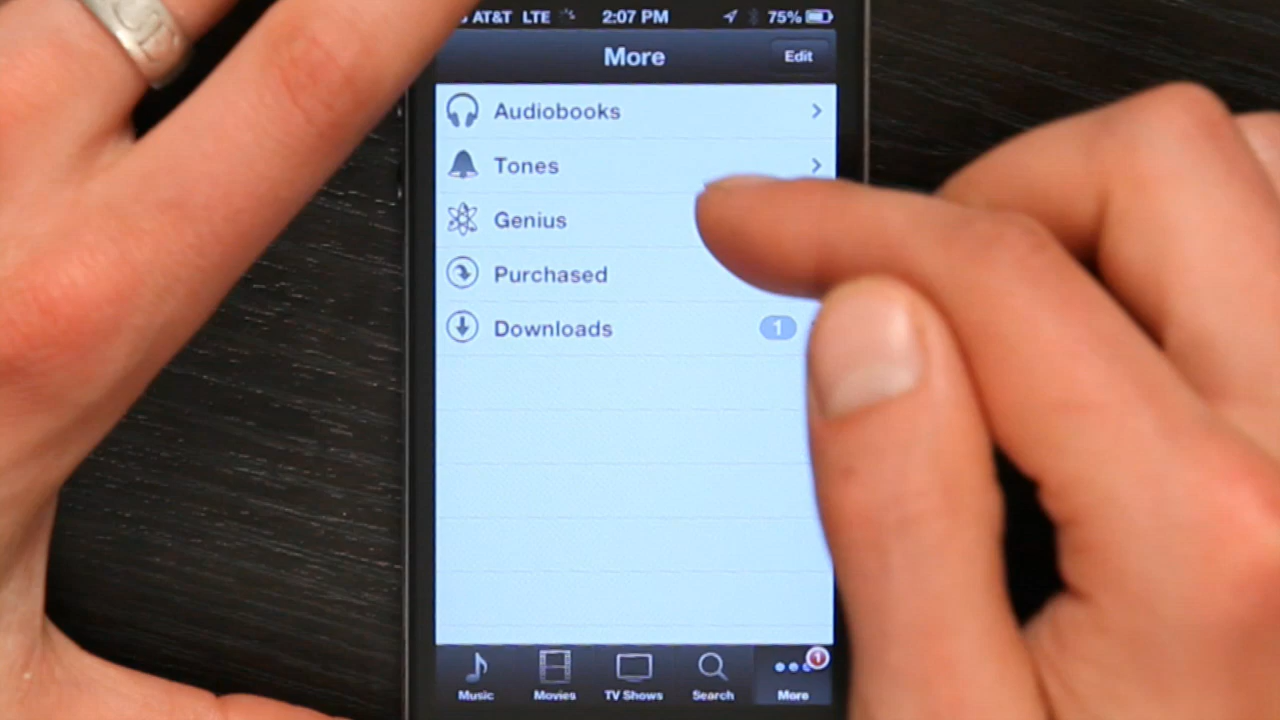 AT&T LTE 2:07 PM 75%
More Edit
Audiobooks
Tones
Genius
Purchased
Downloads 1
1
Music Movies TV Shows Search More